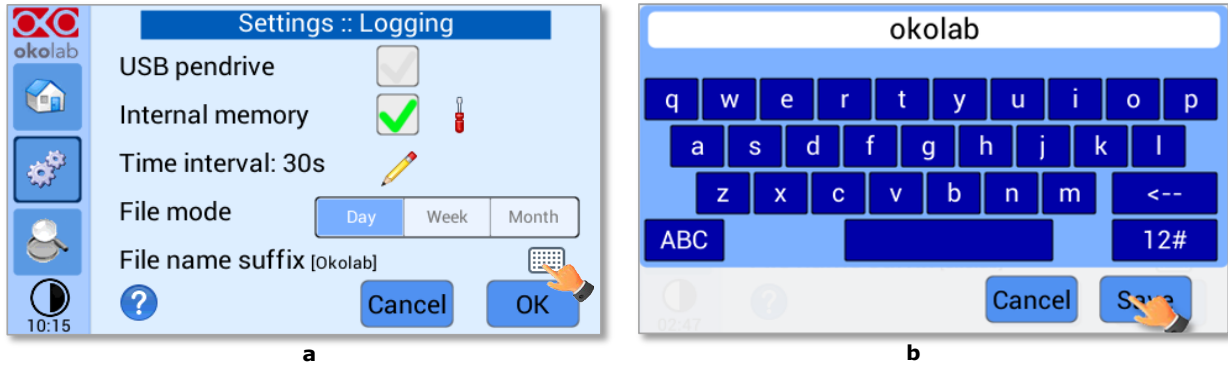 Settings :: Logging
okolab
USB pendrive
Internal memory
Time interval: 30s
File mode
Day Week Month
File name suffix [Okolab]
? Cancel OK
10:15
a
okolab
q w e r t y u i o p
a s d f g h j k l
z x c v b n m <--
ABC 12#
? Cancel Save
02:47
b